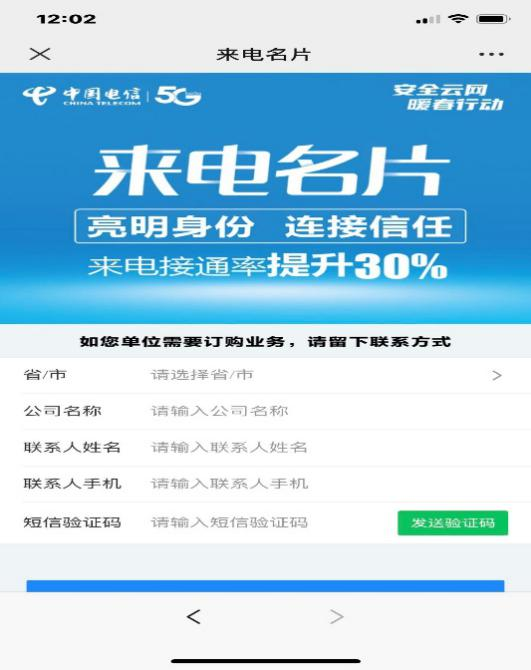 12:02
来电名片
中国电信 5G
CHINA TELECOM
安全云网
暖春行动
来电名片
亮明身份 连接信任
来电接通率提升30%
如您单位需要订购业务，请留下联系方式
省/市 请选择省/市
公司名称 请输入公司名称
联系人姓名 请输入联系人姓名
联系人手机 请输入联系人手机
短信验证码 请输入短信验证码 发送验证码